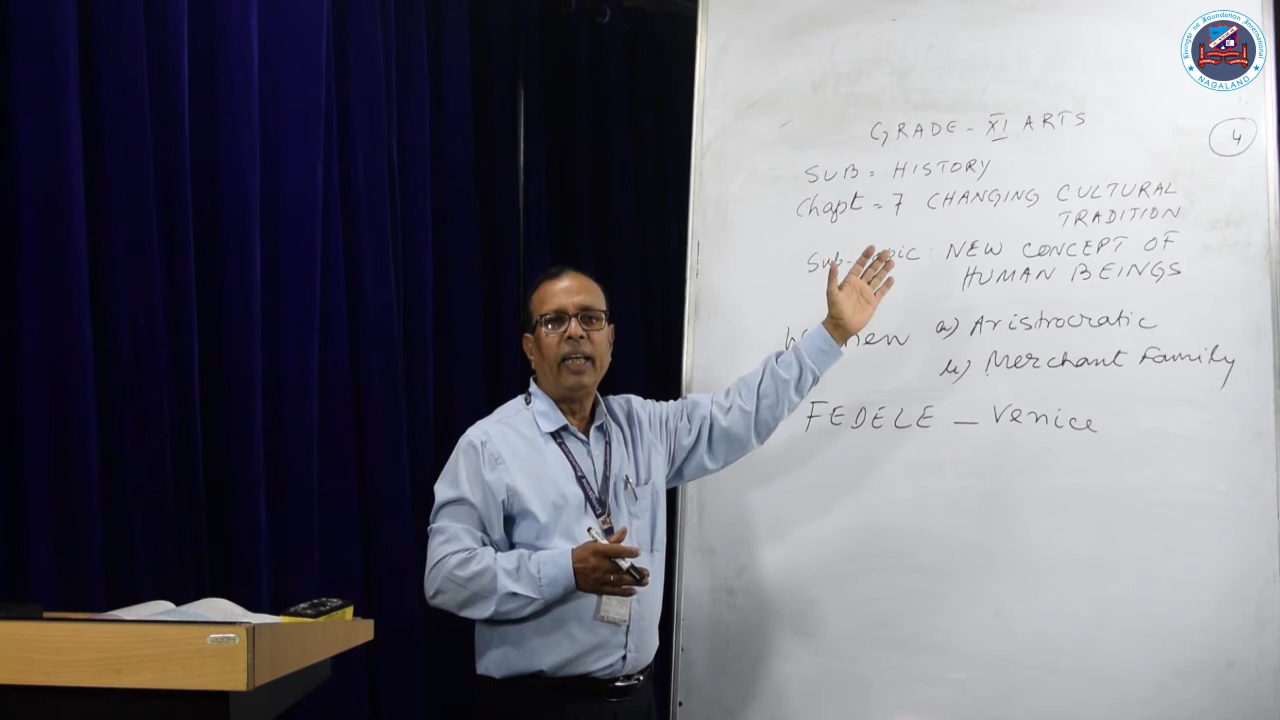 GRADE - XI ARTS
4
SUB = HISTORY
Chapt = 7 CHANGING CULTURAL
TRADITION
: NEW CONCEPT OF
HUMAN BEINGS
a) Aristrocratic
b) Merchant Family
FEDELE — Venice
NAGALAND